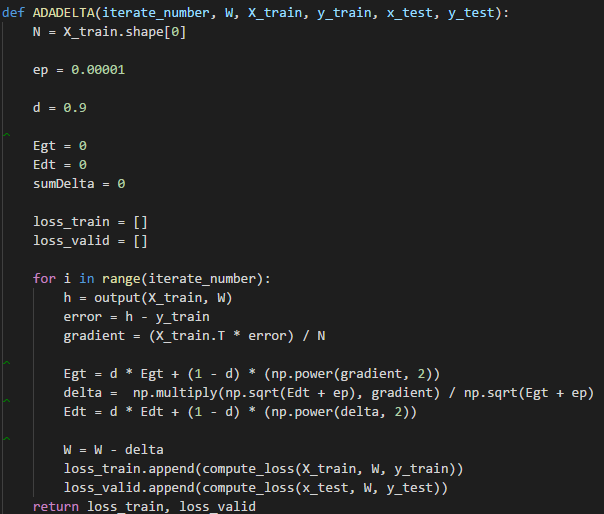 def ADADELTA(iterate_number, W, X_train, y_train, x_test, y_test):
    N = X_train.shape[0]
    ep = 0.00001
    d = 0.9
    Egt = 0
    Edt = 0
    sumDelta = 0
    loss_train = []
    loss_valid = []
    for i in range(iterate_number):
        h = output(X_train, W)
        error = h - y_train
        gradient = (X_train.T * error) / N
        Egt = d * Egt + (1 - d) * (np.power(gradient, 2))
        delta =  np.multiply(np.sqrt(Edt + ep), gradient) / np.sqrt(Egt + ep)
        Edt = d * Edt + (1 - d) * (np.power(delta, 2))
        W = W - delta
        loss_train.append(compute_loss(X_train, W, y_train))
        loss_valid.append(compute_loss(x_test, W, y_test))
    return loss_train, loss_valid